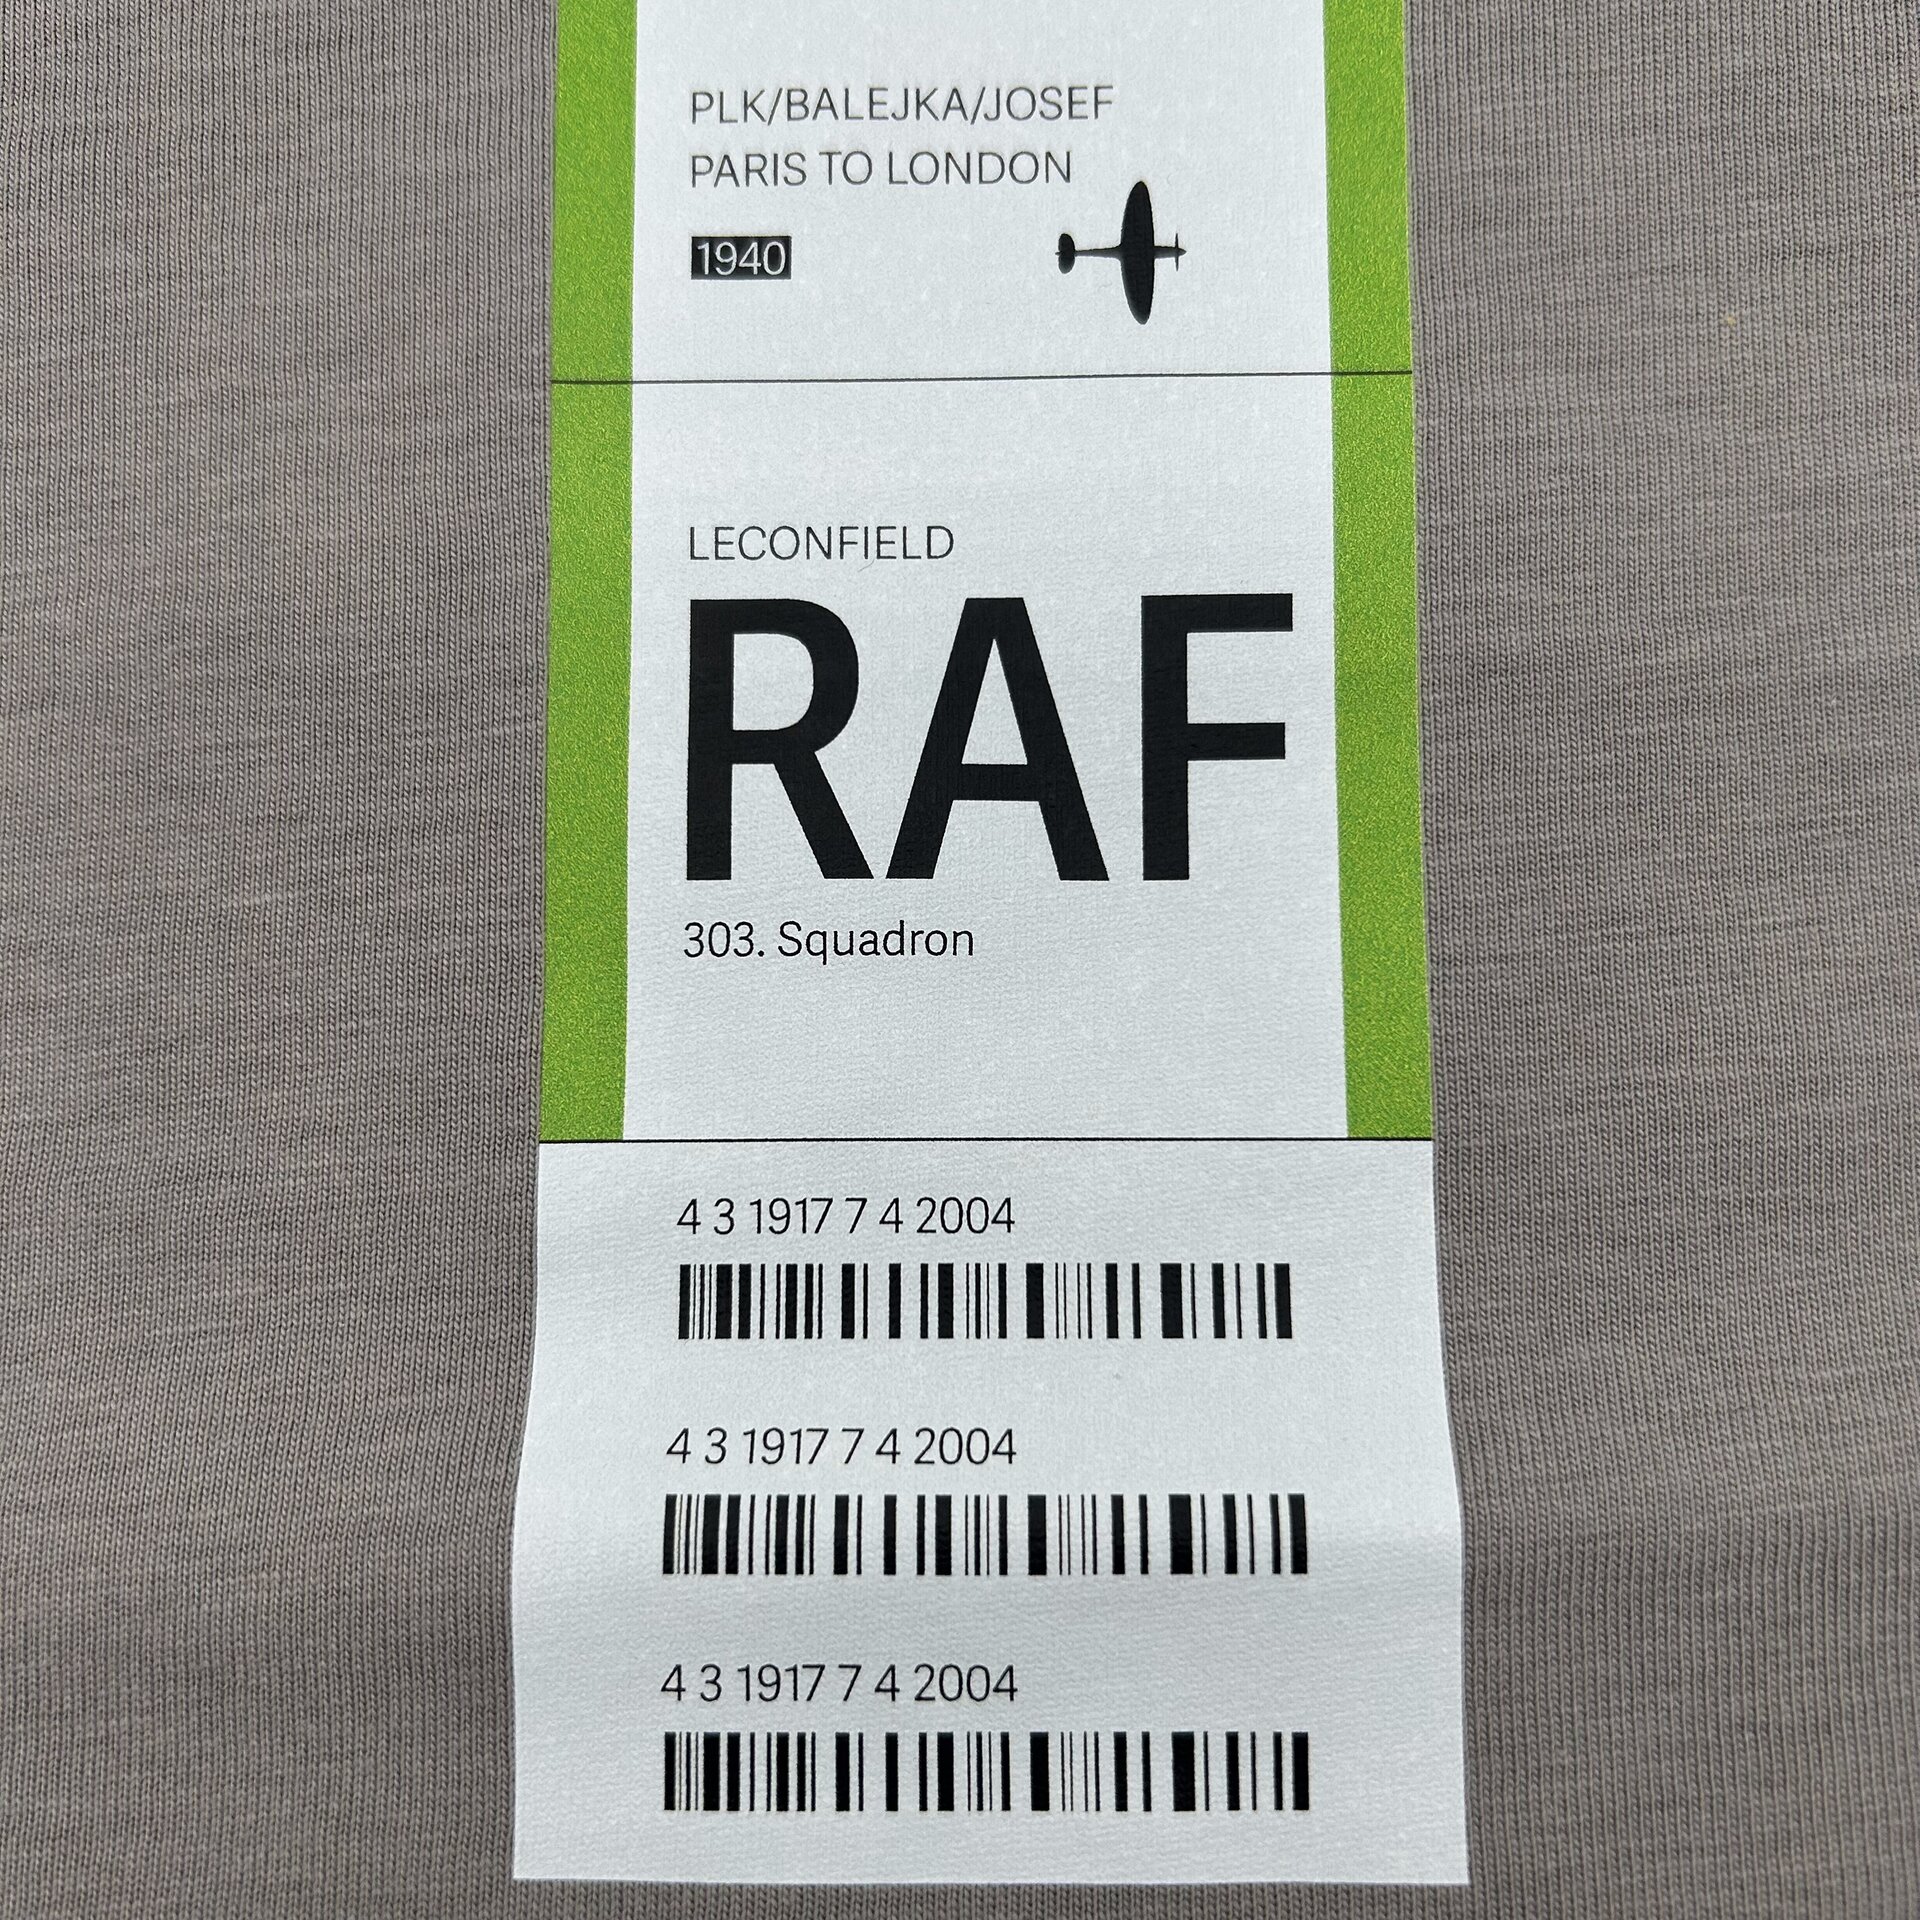 PLK/BALEJKA/JOSEF
PARIS TO LONDON
1940
LECONFIELD
RAF
303. Squadron
4 3 1917 7 4 2004
4 3 1917 7 4 2004
4 3 1917 7 4 2004